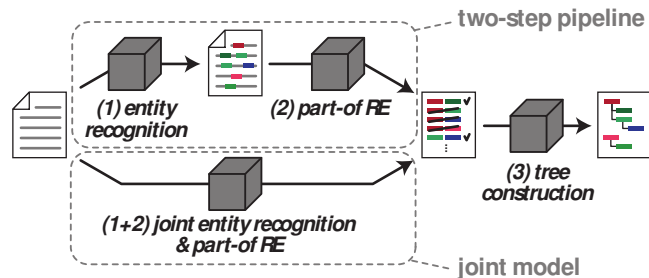 two-step pipeline
(1) entity
recognition
(2) part-of RE
(3) tree
construction
(1+2) joint entity recognition
& part-of RE
joint model